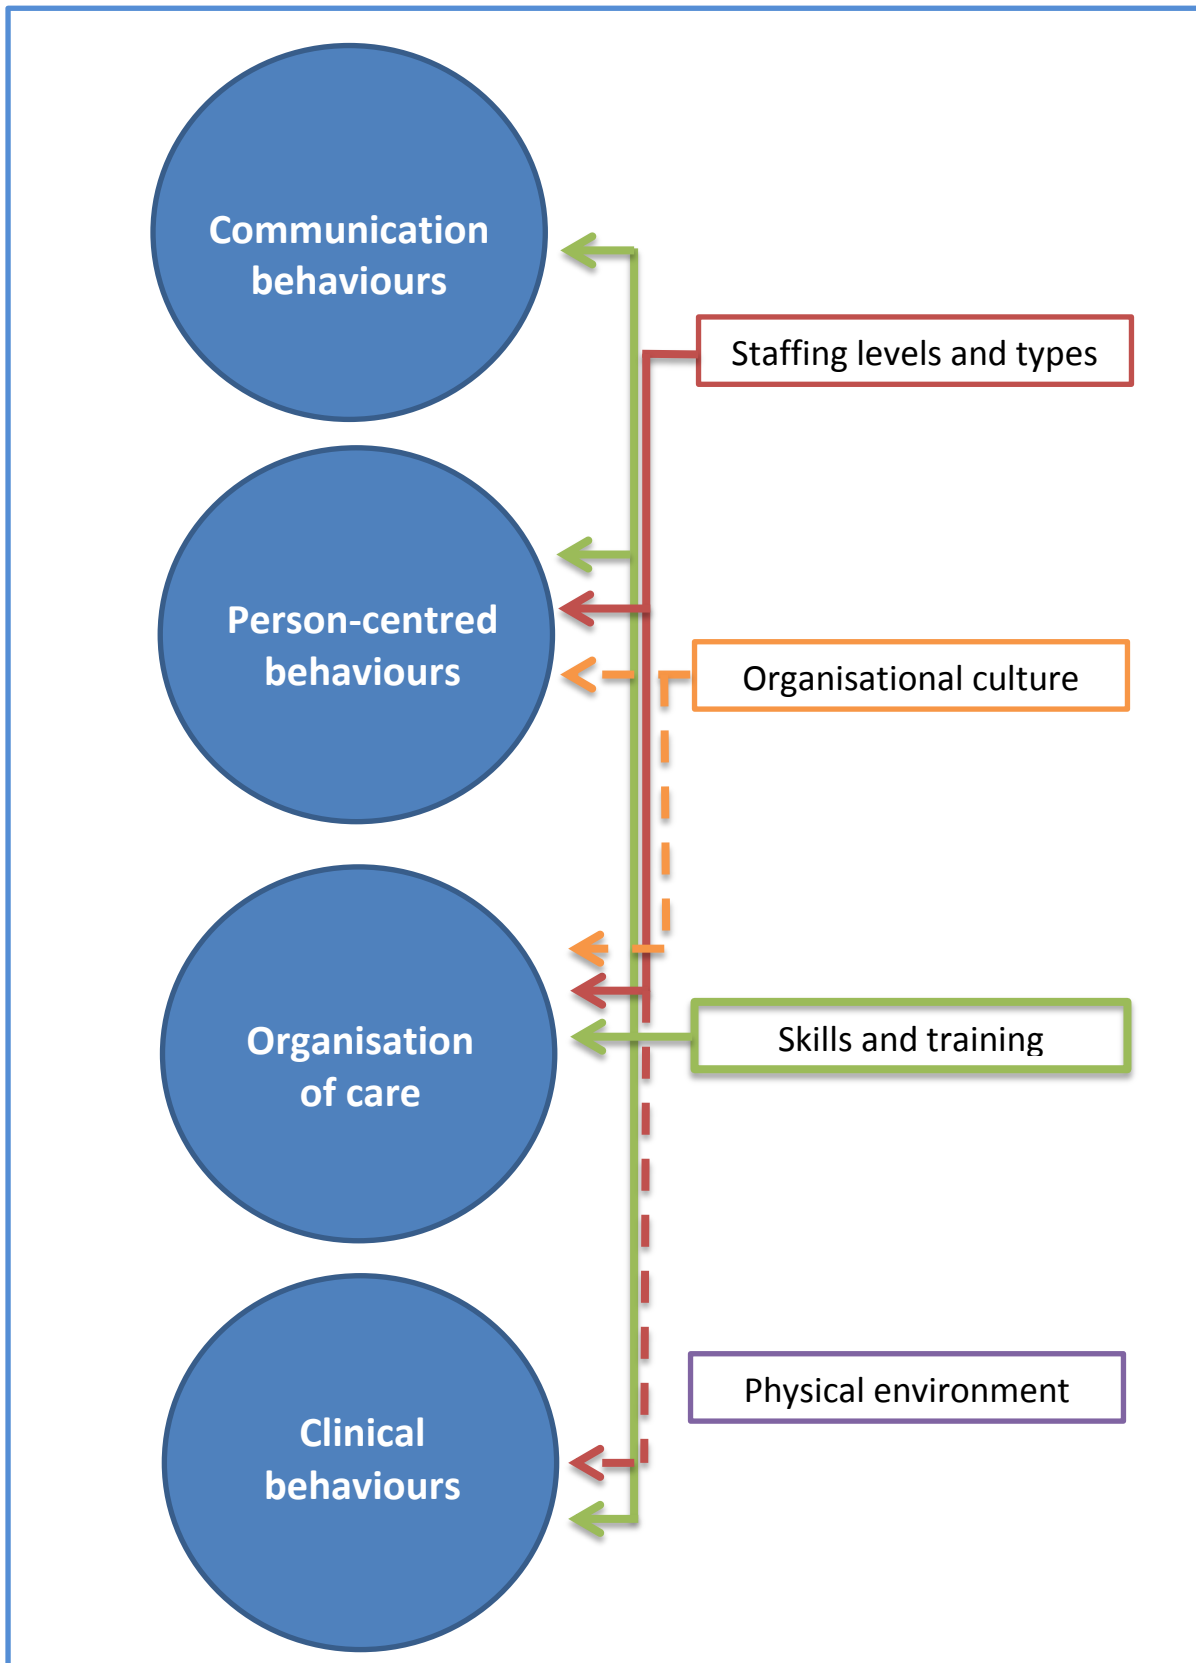 Communication
behaviours
Staffing levels and types
Person-centred
behaviours
Organisational culture
Organisation
of care
Skills and training
Physical environment
Clinical
behaviours